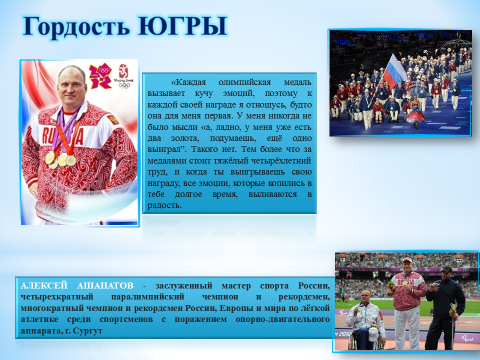 Гордость ЮГРЫ
«Каждая олимпийская медаль
вызывает кучу эмоций, поэтому к
каждой своей награде я отношусь, будто
она для меня первая. У меня никогда не
было мысли «а, ладно, у меня уже есть
два золота, подумаешь, ещё одно
выиграл”. Такого нет. Тем более что за
медалями стоит тяжёлый четырёхлетний
труд, и когда ты выигрываешь свою
награду, все эмоции, которые копились в
тебе долгое время, выливаются в
радость.
RUSSIA
АЛЕКСЕЙ АШАПАТОВ - заслуженный мастер спорта России,
четырехкратный паралимпийский чемпион и рекордсмен,
многократный чемпион и рекордсмен России, Европы и мира по лёгкой
атлетике среди спортсменов с поражением опорно-двигательного
аппарата, г. Сургут